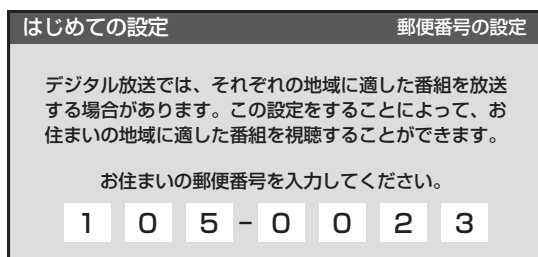 はじめての設定 郵便番号の設定
デジタル放送では、それぞれの地域に適した番組を放送
する場合があります。この設定をすることによって、お
住まいの地域に適した番組を視聴することができます。
お住まいの郵便番号を入力してください。
1 0 5 - 0 0 2 3